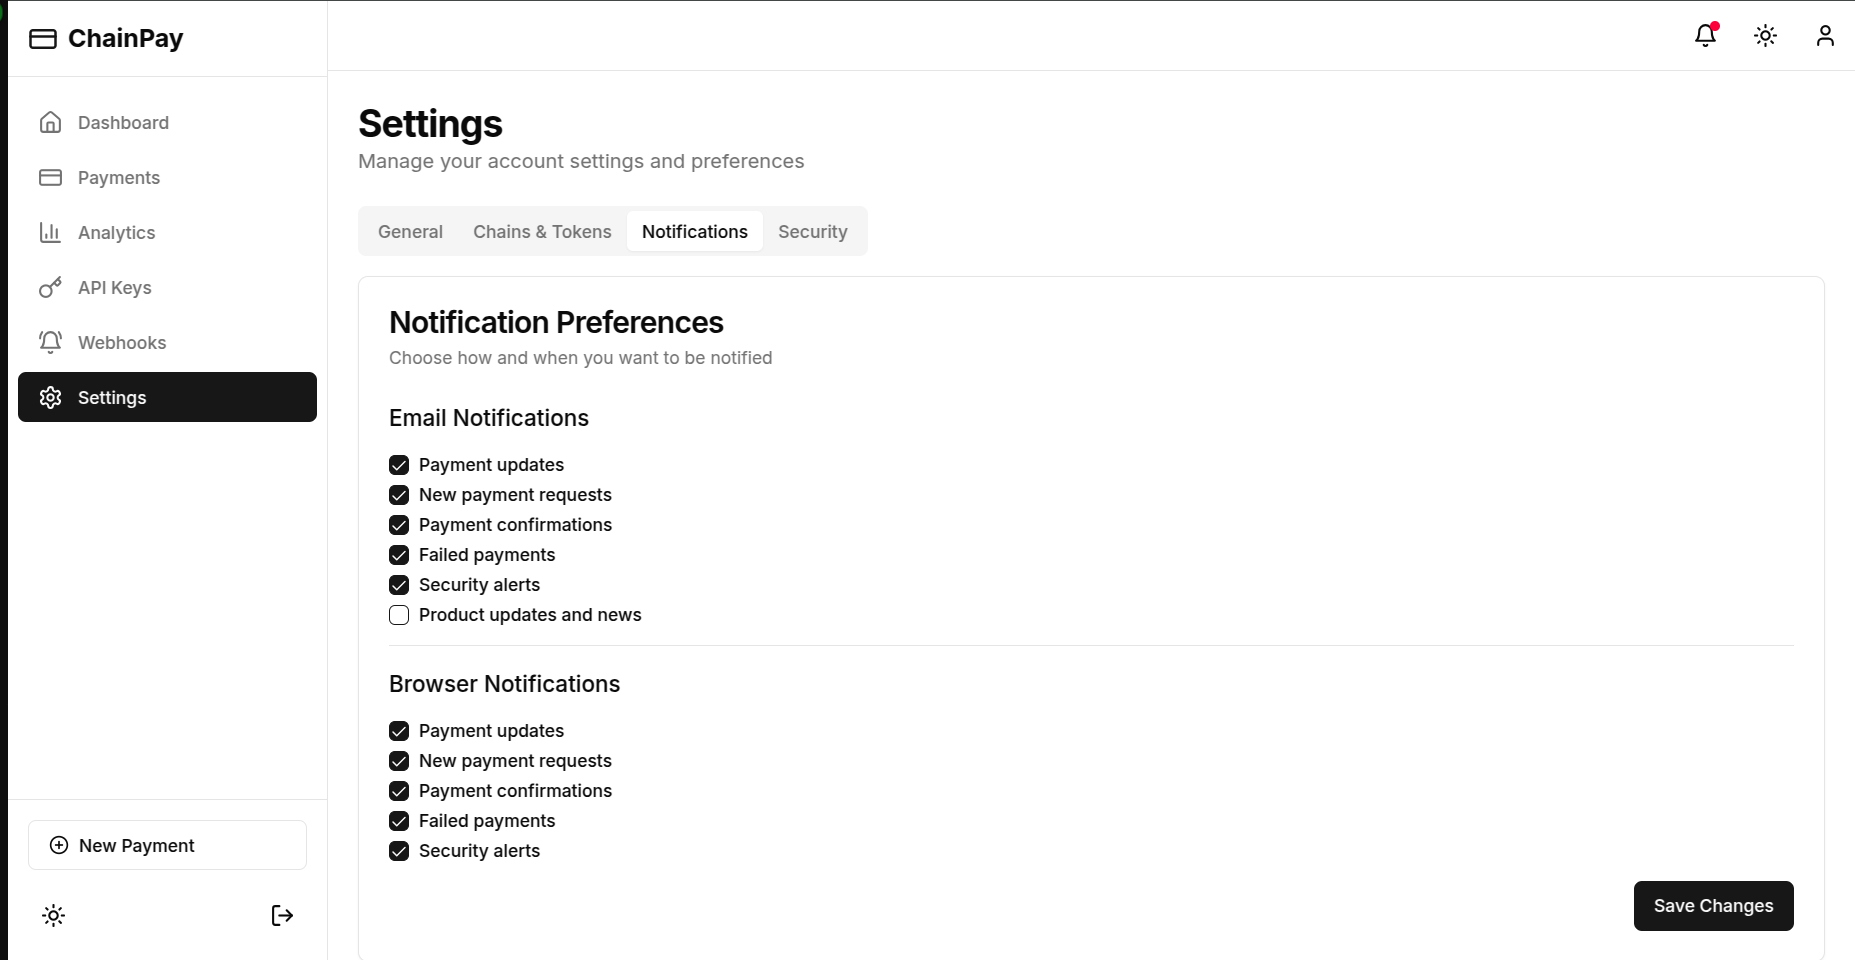 ChainPay
Dashboard
Payments
Analytics
API Keys
Webhooks
Settings
New Payment
Settings
Manage your account settings and preferences
General Chains & Tokens Notifications Security
Notification Preferences
Choose how and when you want to be notified
Email Notifications
Payment updates
New payment requests
Payment confirmations
Failed payments
Security alerts
Product updates and news
Browser Notifications
Payment updates
New payment requests
Payment confirmations
Failed payments
Security alerts
Save Changes